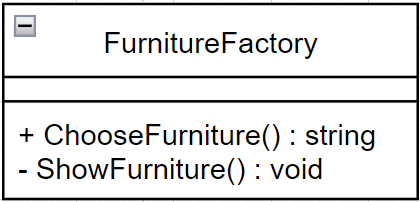 FurnitureFactory
+ ChooseFurniture() : string
- ShowFurniture() : void